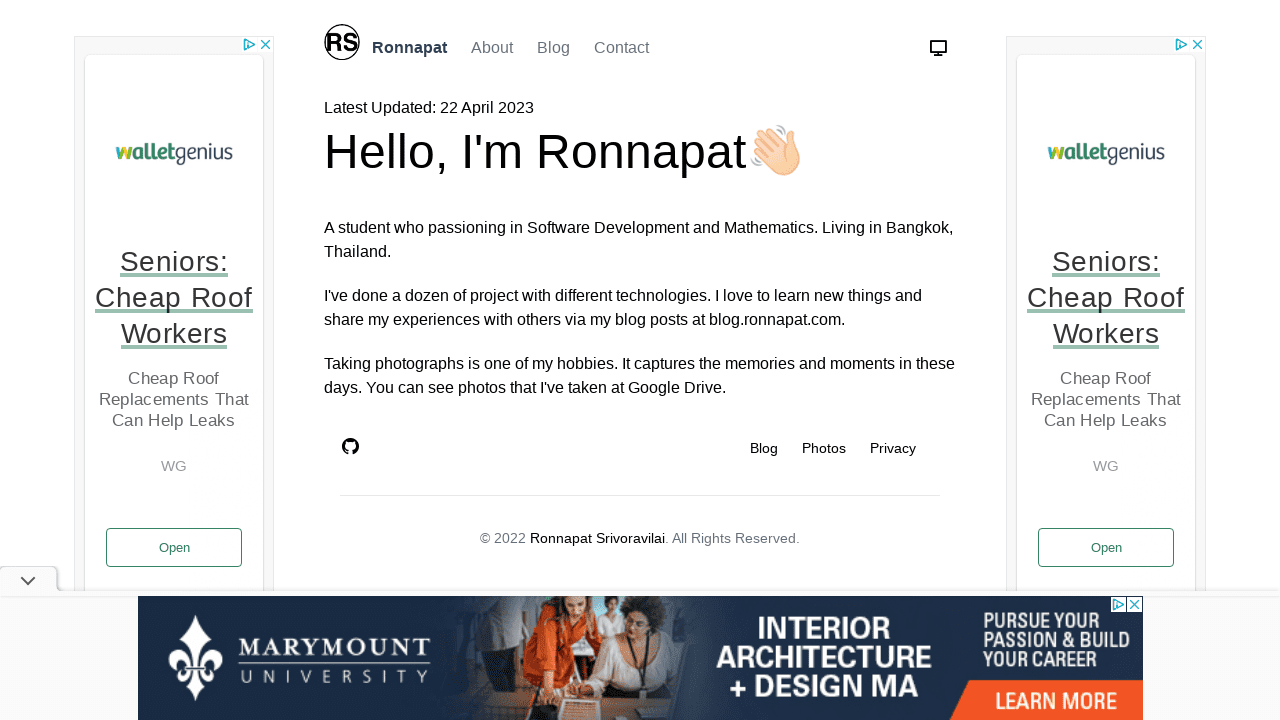 RS
Ronnapat
About
Blog
Contact
Latest Updated: 22 April 2023
Hello, I'm Ronnapat👋🏻
A student who passioning in Software Development and Mathematics. Living in Bangkok,
Thailand.
I've done a dozen of project with different technologies. I love to learn new things and
share my experiences with others via my blog posts at blog.ronnapat.com.
Taking photographs is one of my hobbies. It captures the memories and moments in these
days. You can see photos that I've taken at Google Drive.
Blog
Photos
Privacy
© 2022 Ronnapat Srivoravilai. All Rights Reserved.
walletgenius
Seniors:
Cheap Roof
Workers
Cheap Roof
Replacements That
Can Help Leaks
WG
Open
walletgenius
Seniors:
Cheap Roof
Workers
Cheap Roof
Replacements That
Can Help Leaks
WG
Open
MARYMOUNT
UNIVERSITY
INTERIOR
ARCHITECTURE
+ DESIGN MA
PURSUE YOUR
PASSION & BUILD
YOUR CAREER
LEARN MORE